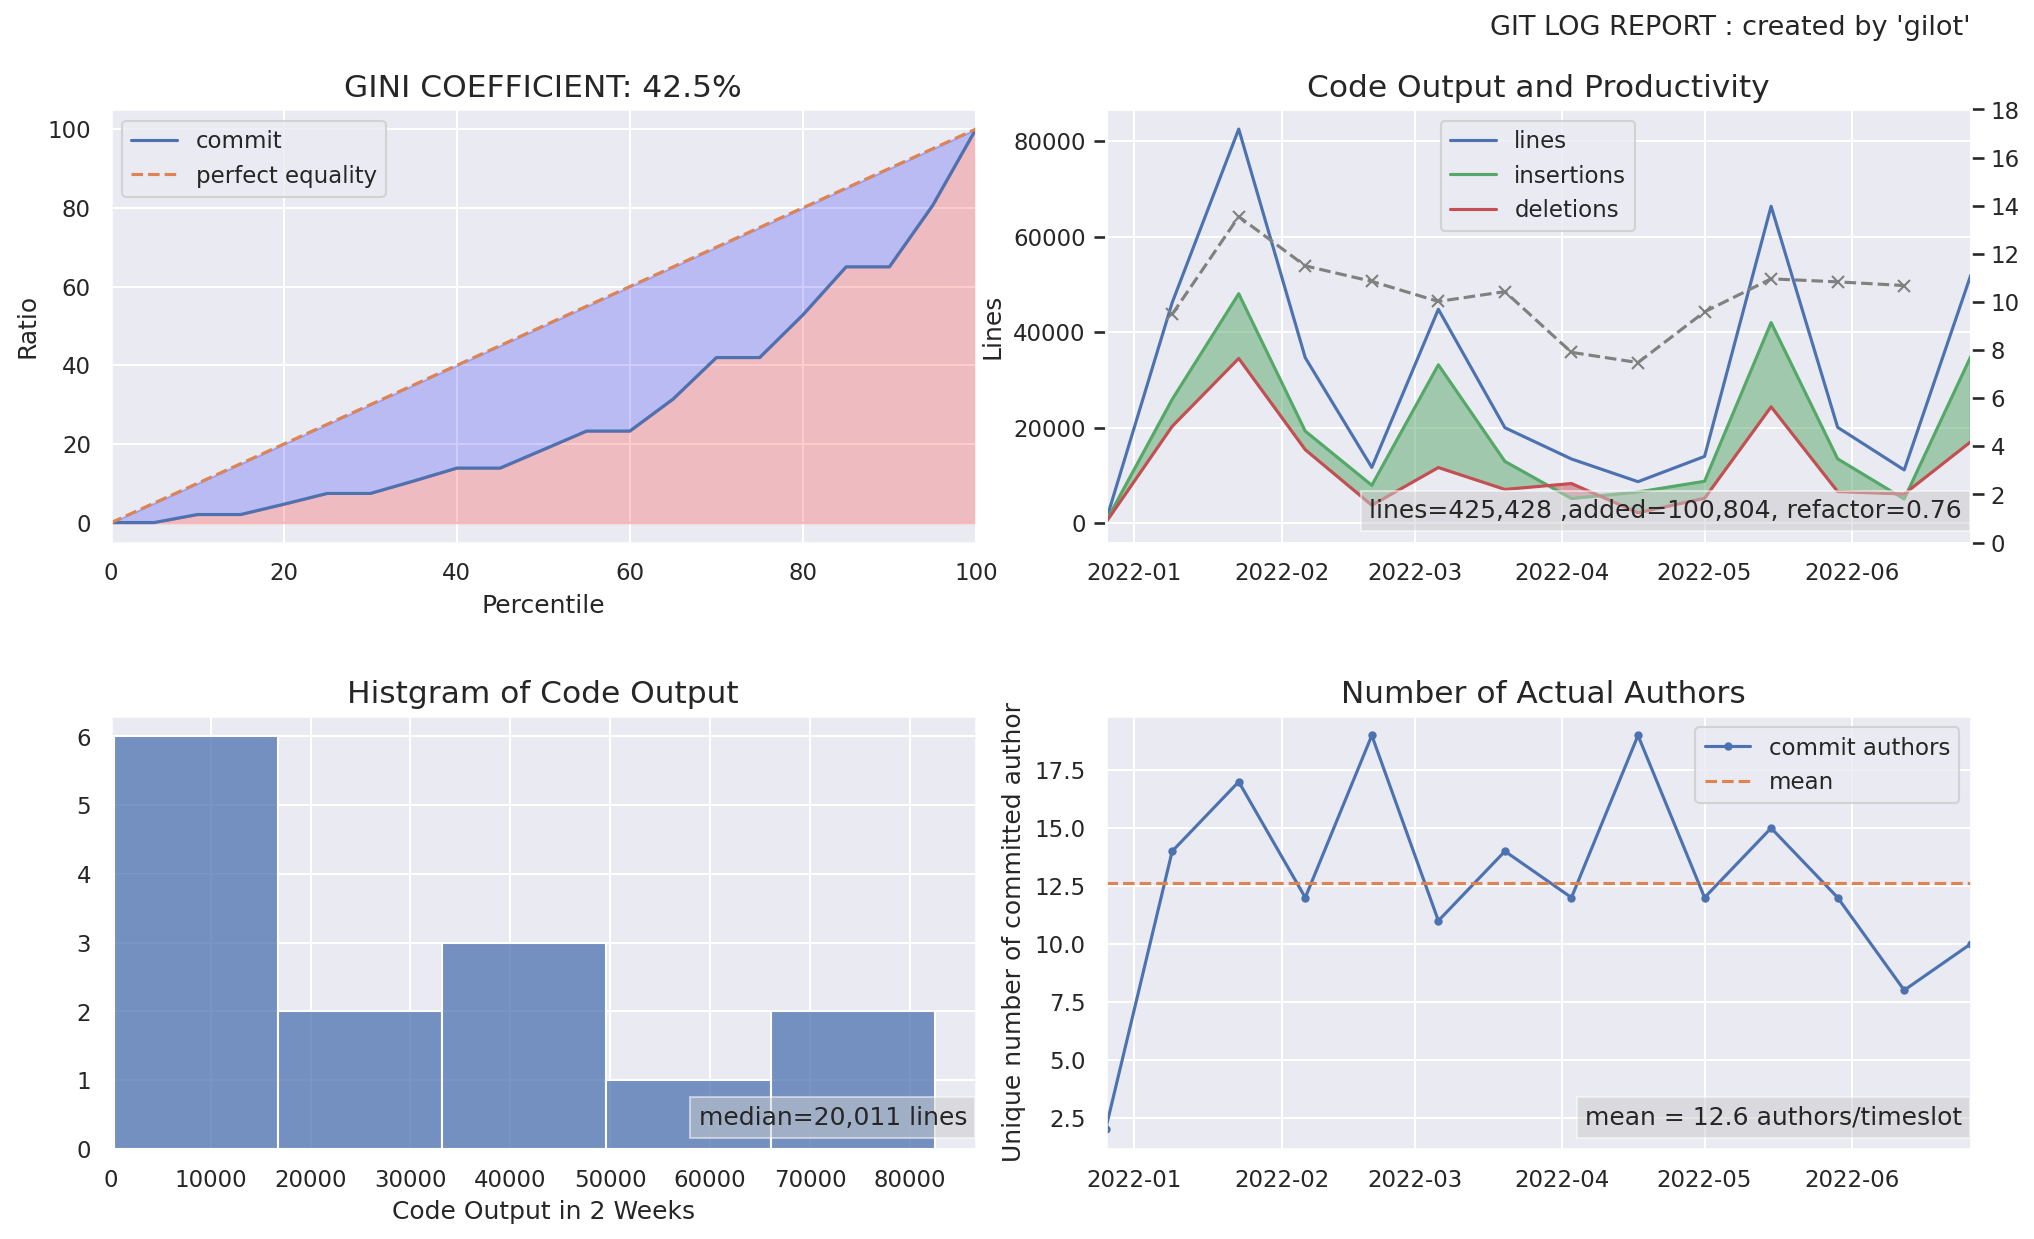 GIT LOG REPORT : created by 'gilot'
GINI COEFFICIENT: 42.5%
commit
perfect equality
Ratio
100
80
60
40
20
0
0 20 40 60 80 100
Percentile
Code Output and Productivity
lines
insertions
deletions
Lines
80000
60000
40000
20000
0
18
16
14
12
10
8
6
4
2
0
lines=425,428 ,added=100,804, refactor=0.76
2022-01 2022-02 2022-03 2022-04 2022-05 2022-06
Histgram of Code Output
6
5
4
3
2
1
0
median=20,011 lines
0 10000 20000 30000 40000 50000 60000 70000 80000
Code Output in 2 Weeks
Number of Actual Authors
commit authors
mean
Unique number of committed author
17.5
15.0
12.5
10.0
7.5
5.0
2.5
mean = 12.6 authors/timeslot
2022-01 2022-02 2022-03 2022-04 2022-05 2022-06